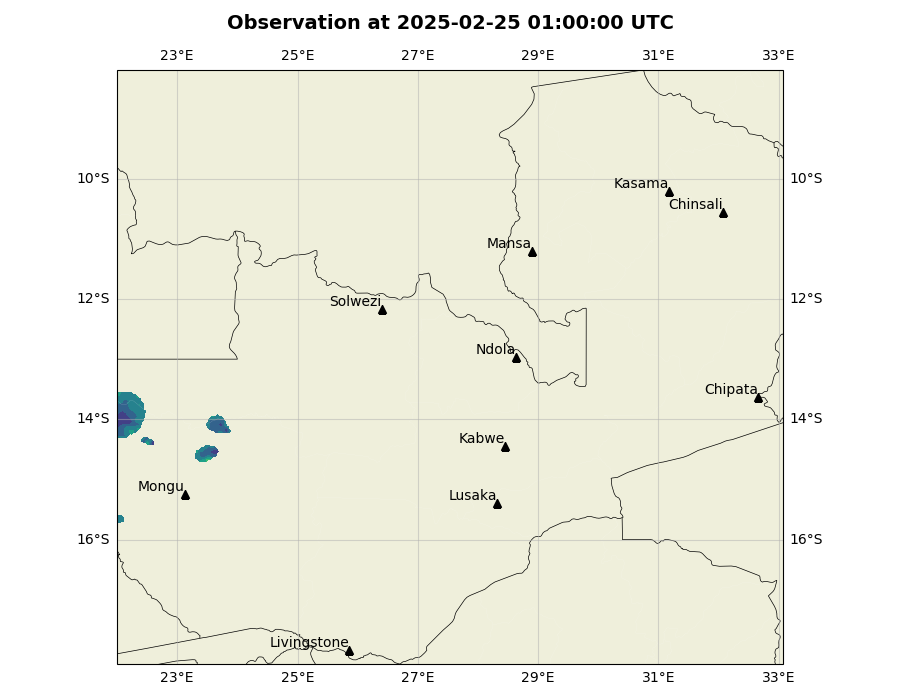 Observation at 2025-02-25 01:00:00 UTC
23°E 25°E 27°E 29°E 31°E 33°E
10°S 10°S
Kasama
Chinsali
Mansa
12°S 12°S
Solwezi
Ndola
Chipata
14°S 14°S
Kabwe
Mongu
Lusaka
16°S 16°S
Livingstone
23°E 25°E 27°E 29°E 31°E 33°E